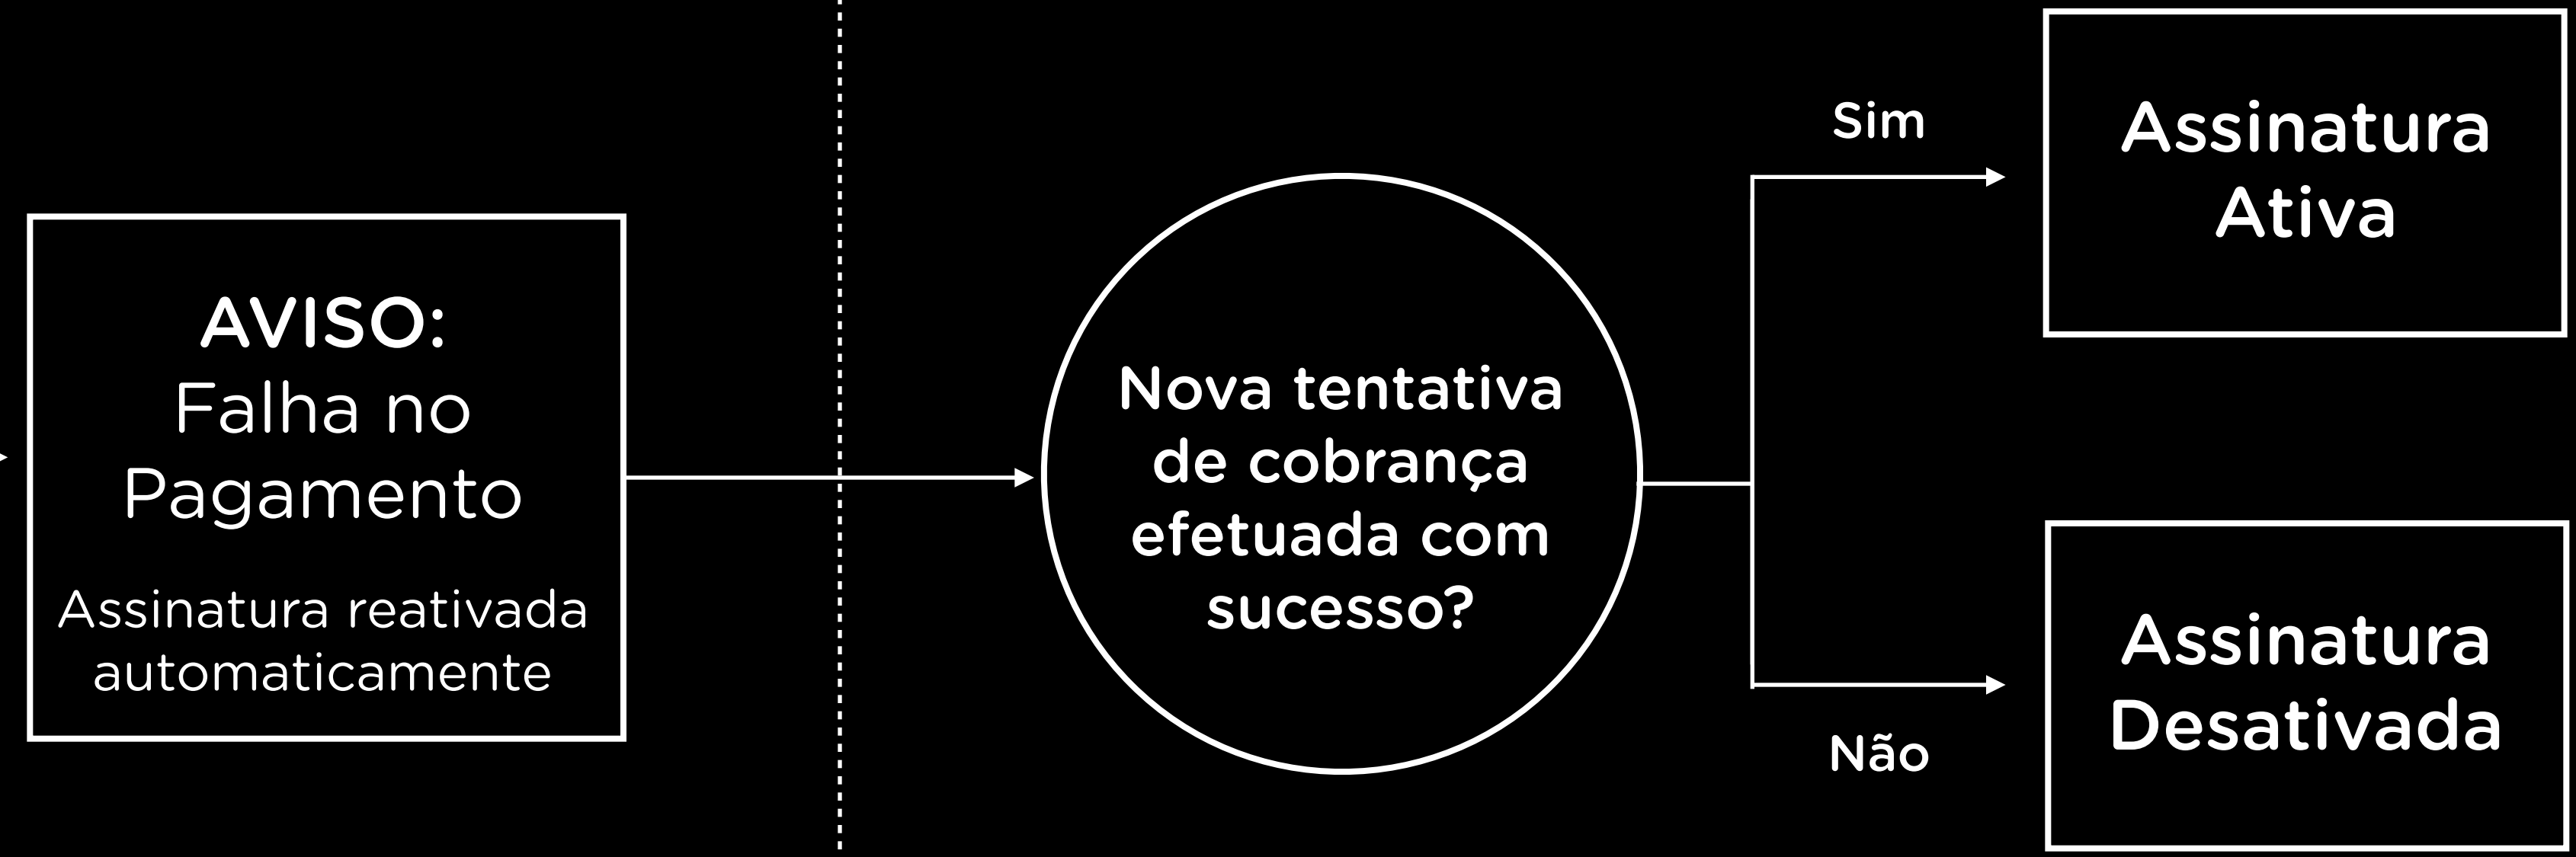 AVISO:
Falha no
Pagamento
Assinatura reativada
automaticamente
Nova tentativa
de cobrança
efetuada com
sucesso?
Sim
Assinatura
Ativa
Não
Assinatura
Desativada